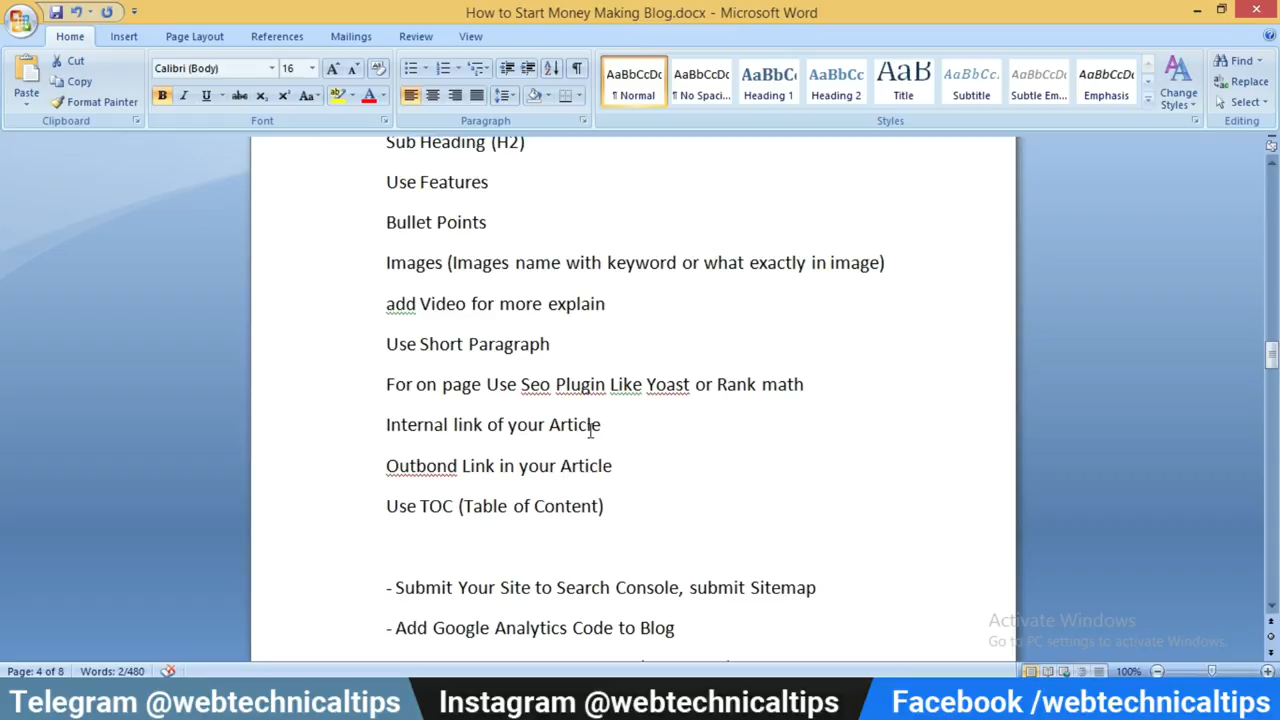 How to Start Money Making Blog.docx - Microsoft Word
Home Insert Page Layout References Mailings Review View
Paste Cut Copy Format Painter
Calibri (Body) 16
AaBbCcDc AaBbCcDc AaBbCc AaBbCc AaB AaBbCc. AaBbCcDc AaBbCcDc
¶ Normal ¶ No Spaci... Heading 1 Heading 2 Title Subtitle Subtle Em... Emphasis
Change Styles
Find Replace Select
Clipboard Font Paragraph Styles Editing
Sub Heading (H2)
Use Features
Bullet Points
Images (Images name with keyword or what exactly in image)
add Video for more explain
Use Short Paragraph
For on page Use Seo Plugin Like Yoast or Rank math
Internal link of your Article
Outbond Link in your Article
Use TOC (Table of Content)
- Submit Your Site to Search Console, submit Sitemap
- Add Google Analytics Code to Blog
Activate Windows
Go to PC settings to activate Windows.
Page: 4 of 8 Words: 2/480 100%
Telegram @webtechnicaltips Instagram @webtechnicaltips Facebook /webtechnicaltips